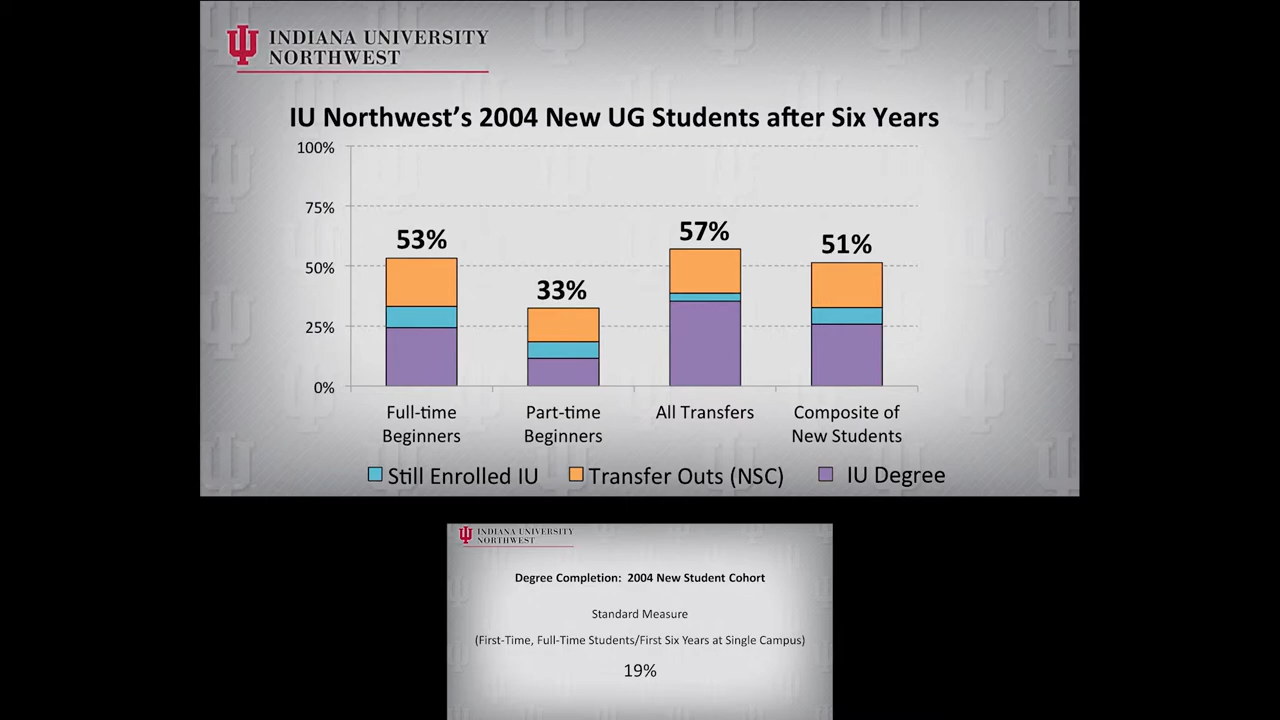 INDIANA UNIVERSITY
NORTHWEST
IU Northwest's 2004 New UG Students after Six Years
100%
75%
50%
25%
0%
53%
33%
57%
51%
Full-time
Beginners
Part-time
Beginners
All Transfers
Composite of
New Students
Still Enrolled IU
Transfer Outs (NSC)
IU Degree
INDIANA UNIVERSITY
NORTHWEST
Degree Completion: 2004 New Student Cohort
Standard Measure
(First-Time, Full-Time Students/First Six Years at Single Campus)
19%